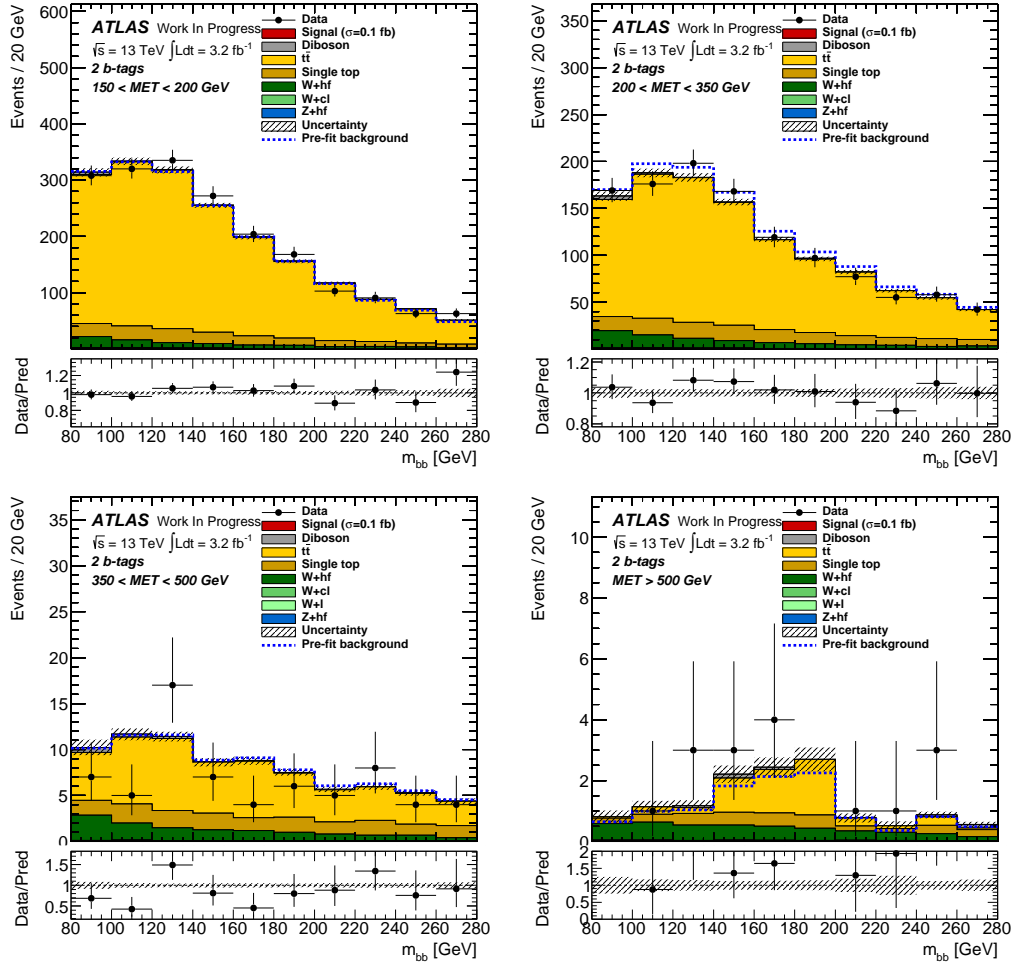 Events / 20 GeV
600
500
400
300
200
100
ATLAS Work In Progress
√s = 13 TeV ∫Ldt = 3.2 fb⁻¹
2 b-tags
150 < MET < 200 GeV
Data
Signal (σ=0.1 fb)
Diboson
tt̄
Single top
W+hf
W+cl
Z+hf
Uncertainty
Pre-fit background
Data/Pred
1.2
1
0.8
80 100 120 140 160 180 200 220 240 260 280
m_bb [GeV]
Events / 20 GeV
350
300
250
200
150
100
50
ATLAS Work In Progress
√s = 13 TeV ∫Ldt = 3.2 fb⁻¹
2 b-tags
200 < MET < 350 GeV
Data
Signal (σ=0.1 fb)
Diboson
tt̄
Single top
W+hf
W+cl
Z+hf
Uncertainty
Pre-fit background
Data/Pred
1.2
1
0.8
80 100 120 140 160 180 200 220 240 260 280
m_bb [GeV]
Events / 20 GeV
35
30
25
20
15
10
5
0
ATLAS Work In Progress
√s = 13 TeV ∫Ldt = 3.2 fb⁻¹
2 b-tags
350 < MET < 500 GeV
Data
Signal (σ=0.1 fb)
Diboson
tt̄
Single top
W+hf
W+cl
W+l
Z+hf
Uncertainty
Pre-fit background
Data/Pred
1.5
1
0.5
80 100 120 140 160 180 200 220 240 260 280
m_bb [GeV]
Events / 20 GeV
10
8
6
4
2
0
ATLAS Work In Progress
√s = 13 TeV ∫Ldt = 3.2 fb⁻¹
2 b-tags
MET > 500 GeV
Data
Signal (σ=0.1 fb)
Diboson
tt̄
Single top
W+hf
W+cl
W+l
Z+hf
Uncertainty
Pre-fit background
Data/Pred
2
1.5
1
0.5
0
80 100 120 140 160 180 200 220 240 260 280
m_bb [GeV]